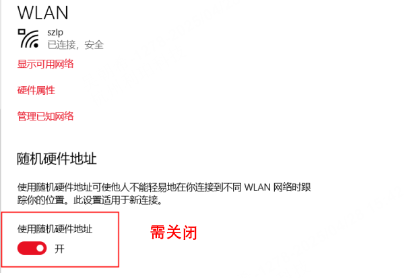 WLAN
szlp
已连接，安全
显示可用网络
硬件属性
管理已知网络
随机硬件地址
使用随机硬件地址可使他人不能轻易地在你连接到不同 WLAN 网络时跟
踪你的位置。此设置适用于新连接。
使用随机硬件地址
需关闭
开